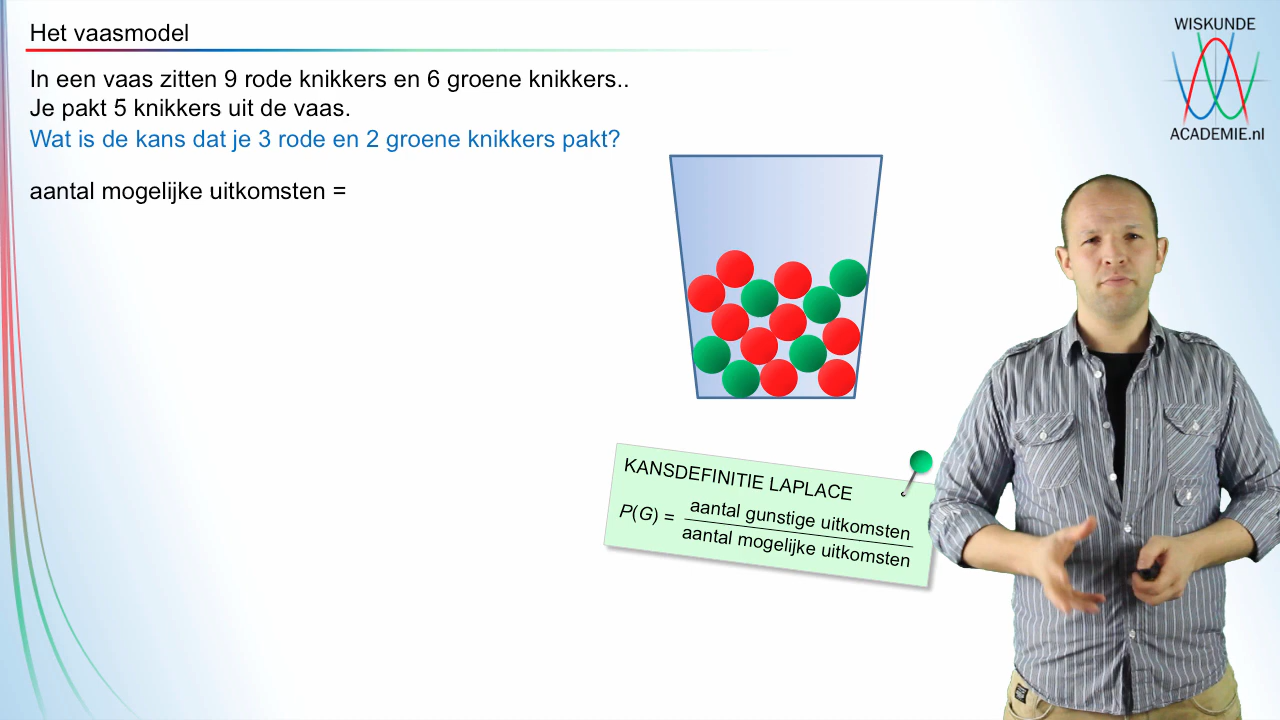 Het vaasmodel
WISKUNDE
ACADEMIE.nl
In een vaas zitten 9 rode knikkers en 6 groene knikkers..
Je pakt 5 knikkers uit de vaas.
Wat is de kans dat je 3 rode en 2 groene knikkers pakt?
aantal mogelijke uitkomsten =
KANSDEFINITIE LAPLACE
P(G) =
aantal gunstige uitkomsten
aantal mogelijke uitkomsten